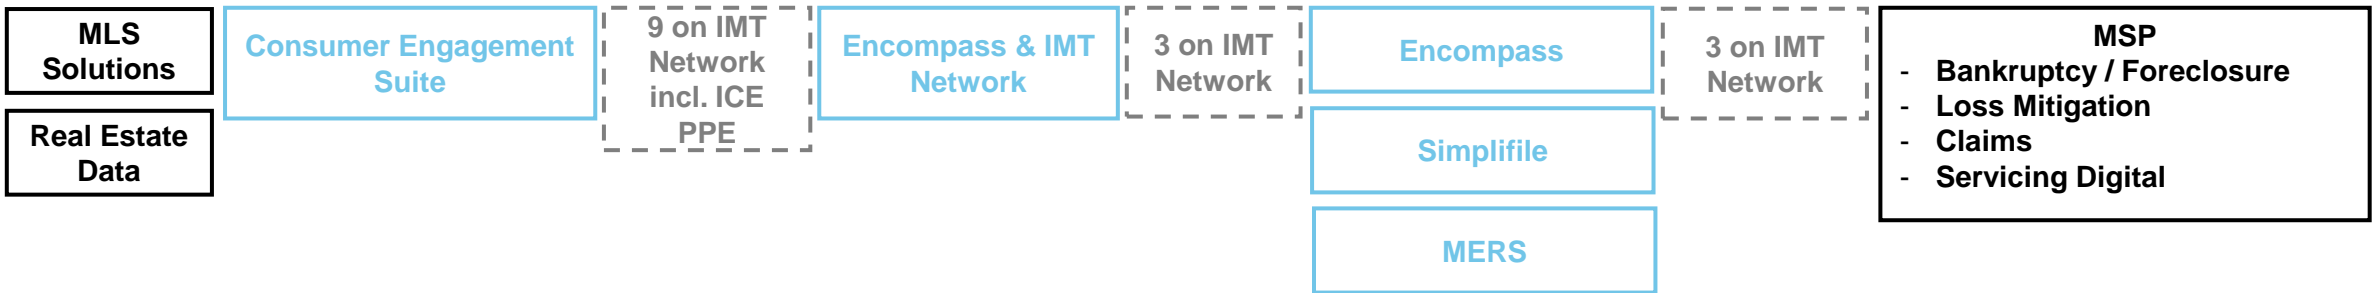 MLS
Solutions
Real Estate
Data
Consumer Engagement
Suite
9 on IMT
Network
incl. ICE
PPE
Encompass & IMT
Network
3 on IMT
Network
Encompass
Simplifile
MERS
3 on IMT
Network
MSP
- Bankruptcy / Foreclosure
- Loss Mitigation
- Claims
- Servicing Digital